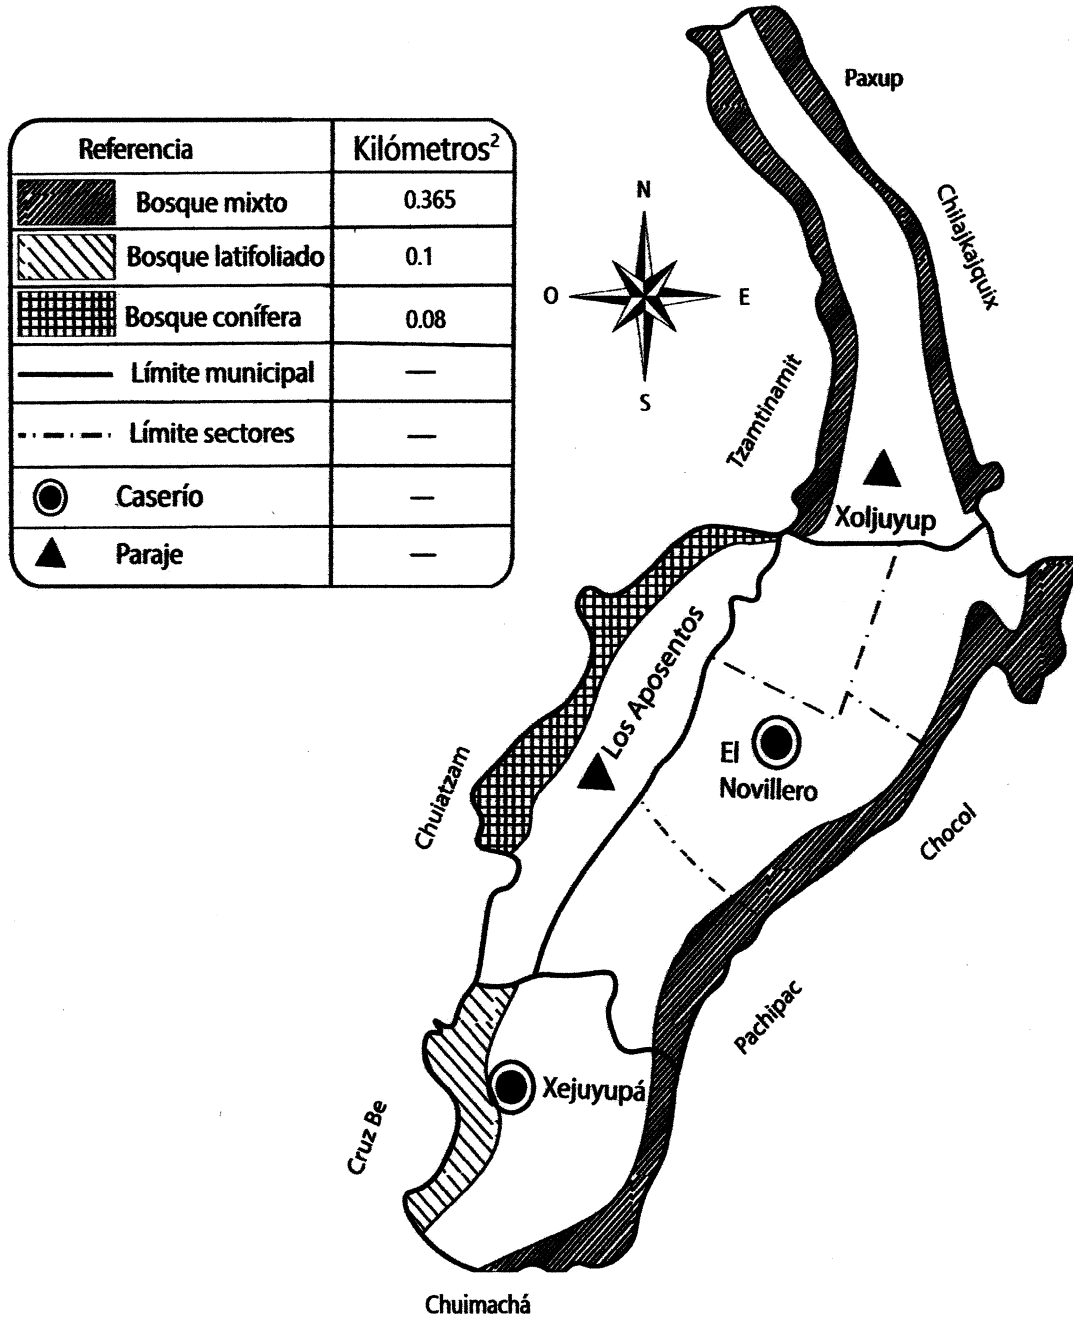 Referencia
Kilómetros²
Bosque mixto
0.365
Bosque latifoliado
0.1
Bosque conífera
0.08
Límite municipal
—
Límite sectores
—
Caserío
—
Paraje
—
N
O
E
S
Paxup
Chilajkajquix
Tzamtinamit
Xoljuyup
Los Aposentos
El
Novillero
Chuiatzam
Chocol
Pachipac
Xejuyupá
Cruz Be
Chuimachá